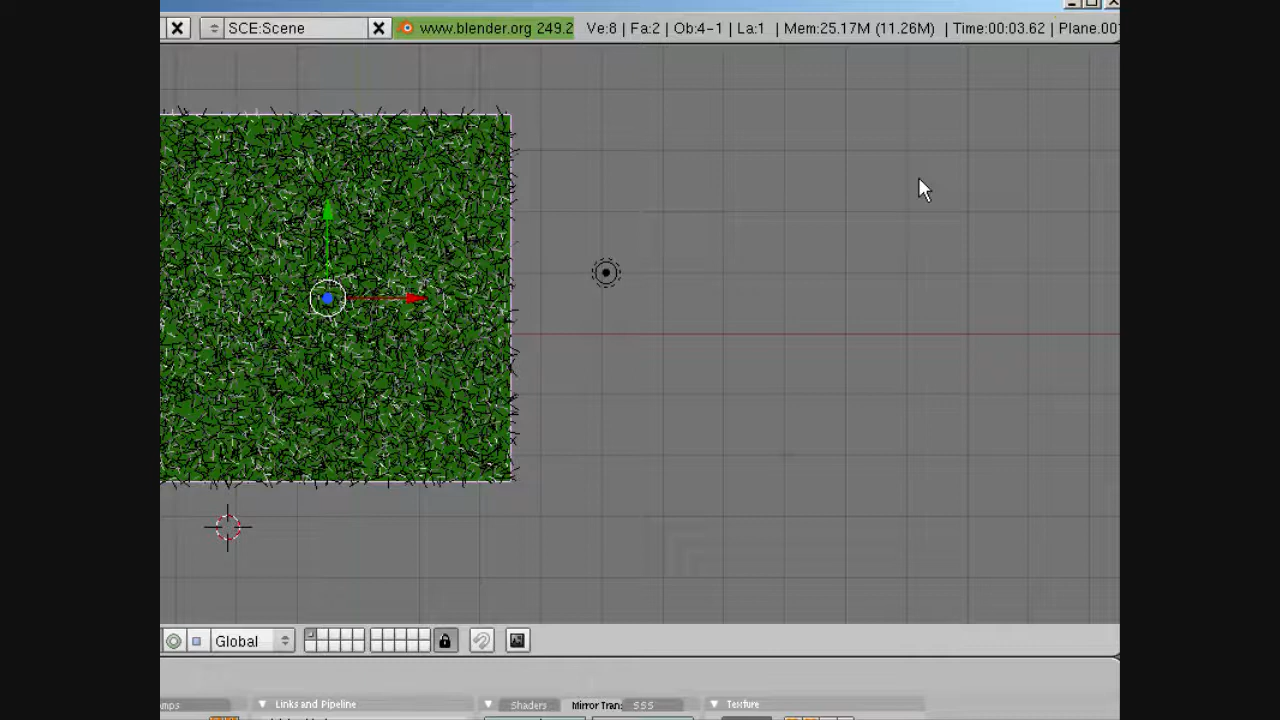 SCE:Scene www.blender.org 249.2 Ve:8 | Fa:2 | Ob:4-1 | La:1 | Mem:25.17M (11.26M) | Time:00:03.62 | Plane.00
Global
Links and Pipeline Shaders Mirror Tran: SSS Texture